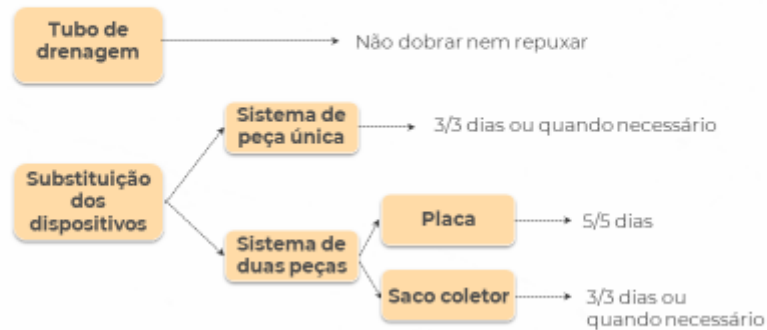 Tubo de
drenagem
Não dobrar nem repuxar
Sistema de
peça única
3/3 dias ou quando necessário
Substituição
dos
dispositivos
Sistema de
duas peças
Placa
5/5 dias
Saco coletor
3/3 dias ou
quando necessário